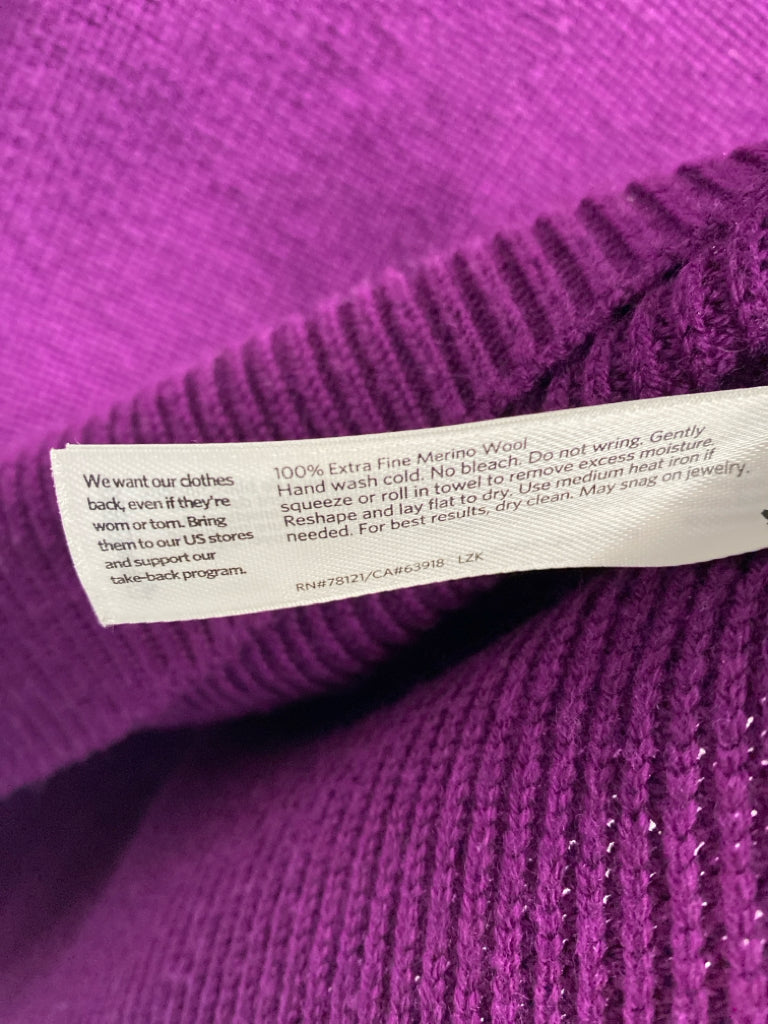 We want our clothes
back, even if they're
worn or torn. Bring
them to our US stores
and support our
take-back program.
100% Extra Fine Merino Wool
Hand wash cold. No bleach. Do not wring. Gently
squeeze or roll in towel to remove excess moisture.
Reshape and lay flat to dry. Use medium heat iron if
needed. For best results, dry clean. May snag on jewelry.
RN#78121/CA#63918 LZK